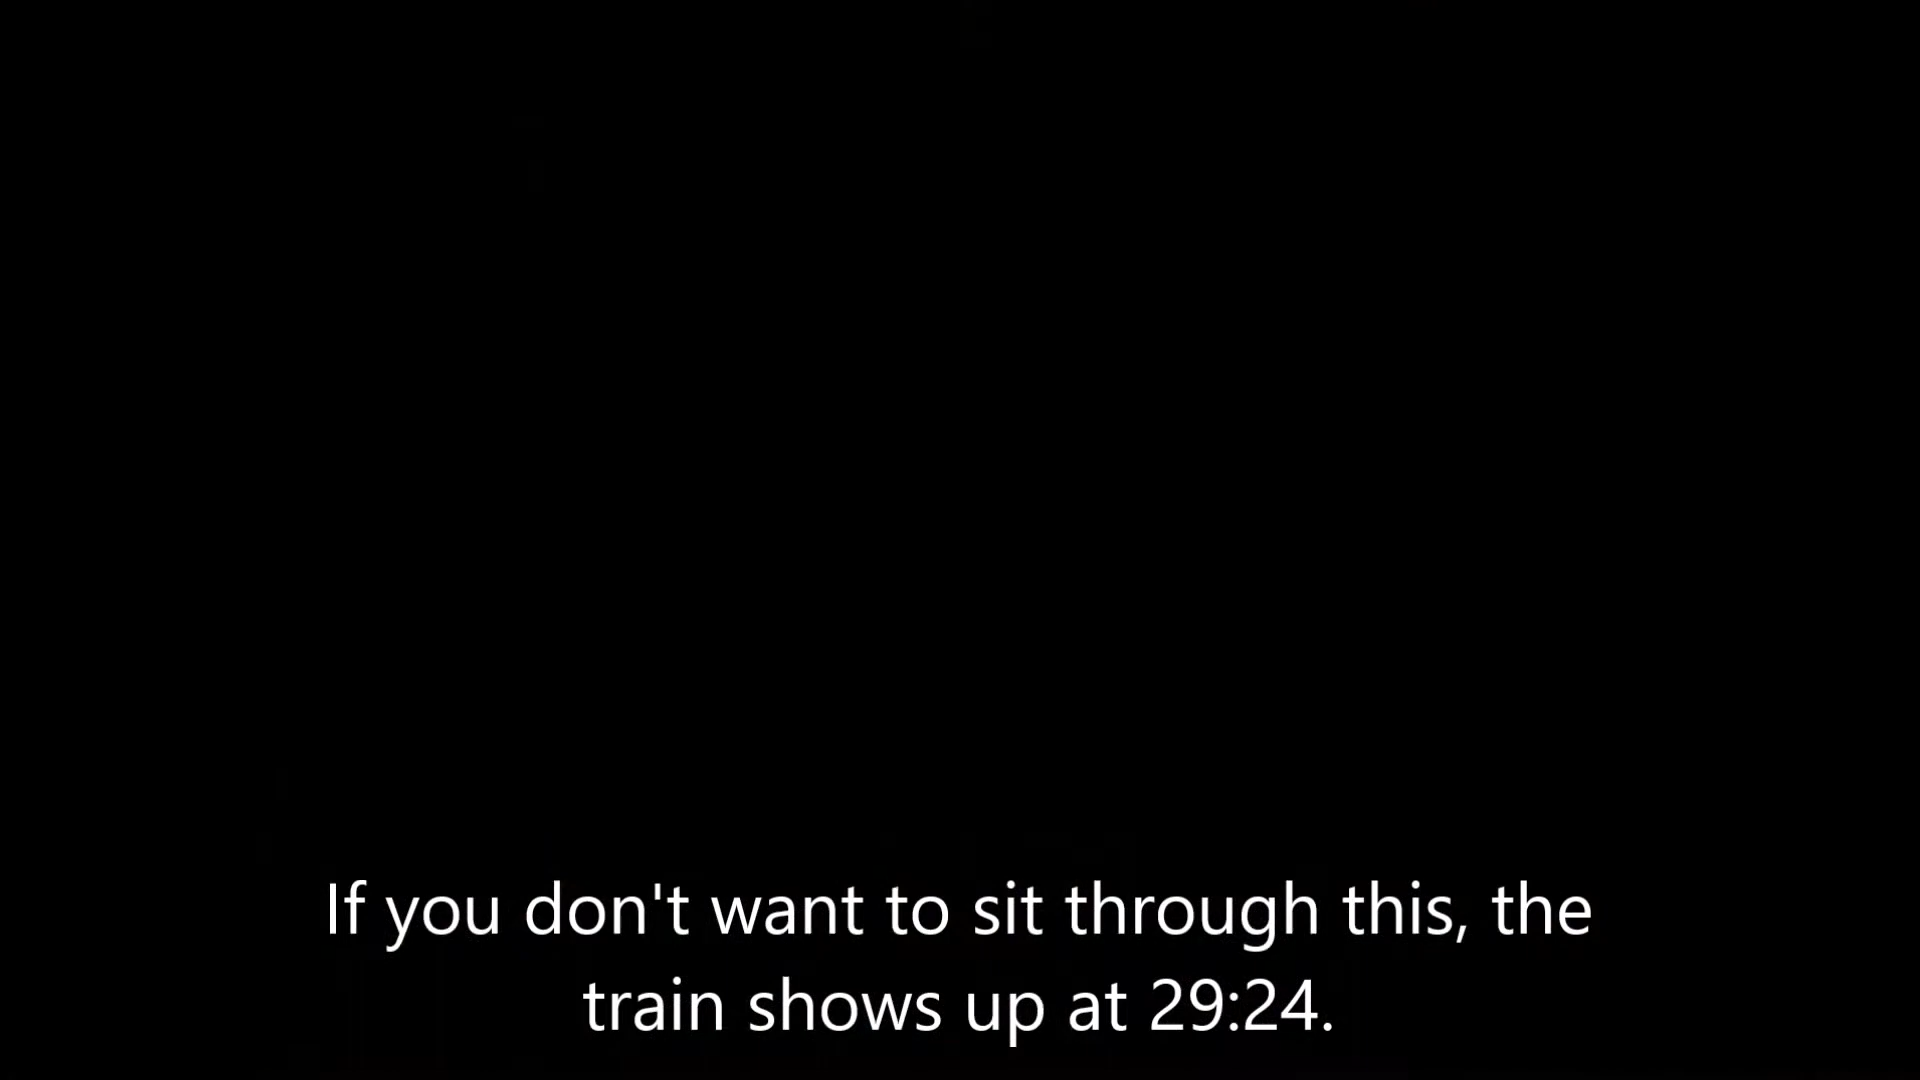 If you don't want to sit through this, the
train shows up at 29:24.